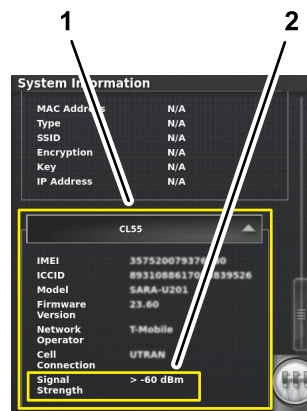 1 2
System Information
MAC Address N/A
Type N/A
SSID N/A
Encryption N/A
Key N/A
IP Address N/A
CL55
IMEI
ICCID
Model SARA-U201
Firmware 23.60
Version
Network T-Mobile
Operator
Cell UTRAN
Connection
Signal > -60 dBm
Strength